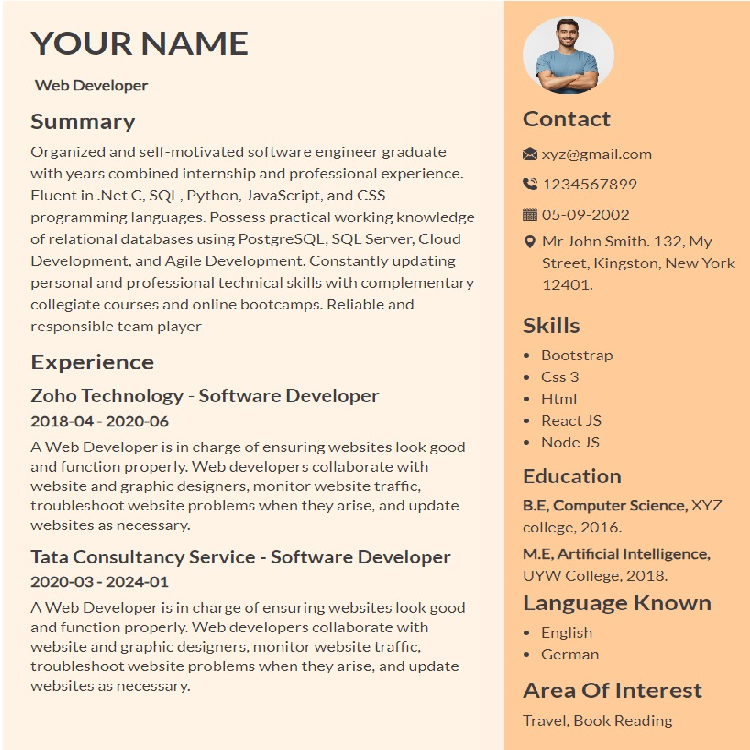 YOUR NAME
Web Developer
Summary
Organized and self-motivated software engineer graduate
with years combined internship and professional experience.
Fluent in .Net C, SQL, Python, JavaScript, and CSS
programming languages. Possess practical working knowledge
of relational databases using PostgreSQL, SQL Server, Cloud
Development, and Agile Development. Constantly updating
personal and professional technical skills with complementary
collegiate courses and online bootcamps. Reliable and
responsible team player
Experience
Zoho Technology - Software Developer
2018-04 - 2020-06
A Web Developer is in charge of ensuring websites look good
and function properly. Web developers collaborate with
website and graphic designers, monitor website traffic,
troubleshoot website problems when they arise, and update
websites as necessary.
Tata Consultancy Service - Software Developer
2020-03 - 2024-01
A Web Developer is in charge of ensuring websites look good
and function properly. Web developers collaborate with
website and graphic designers, monitor website traffic,
troubleshoot website problems when they arise, and update
websites as necessary.
Contact
xyz@gmail.com
1234567899
05-09-2002
Mr John Smith. 132, My
Street, Kingston, New York
12401.
Skills
• Bootstrap
• Css 3
• Html
• React JS
• Node JS
Education
B.E, Computer Science, XYZ
college, 2016.
M.E, Artificial Intelligence,
UYW College, 2018.
Language Known
• English
• German
Area Of Interest
Travel, Book Reading